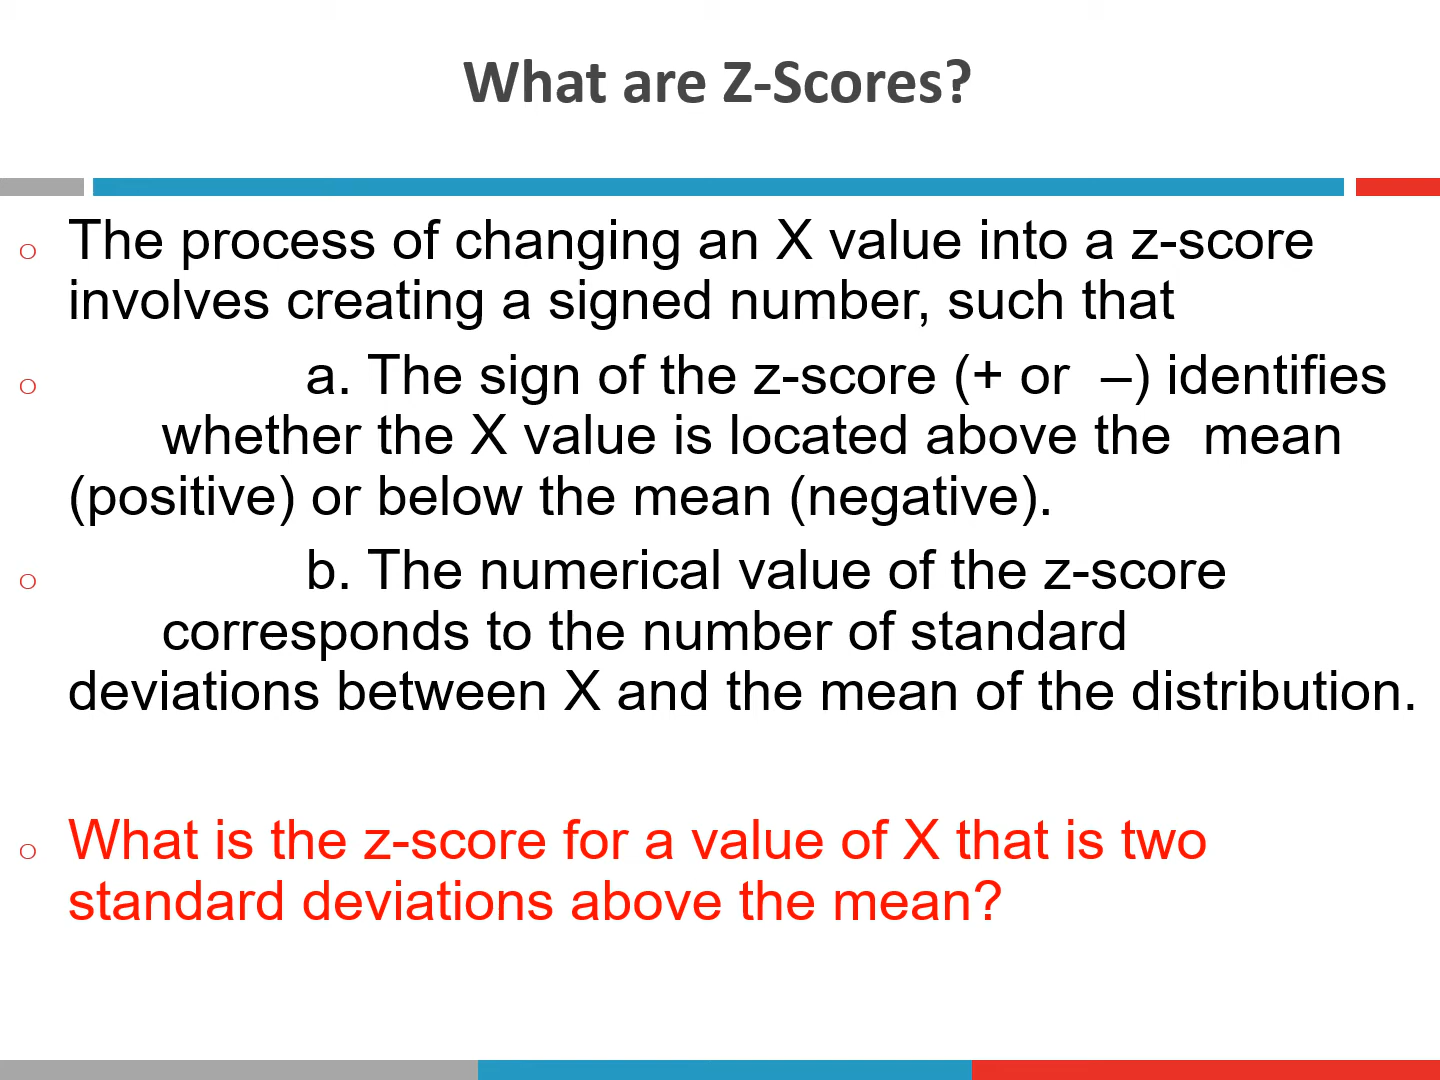 What are Z-Scores?
The process of changing an X value into a z-score
involves creating a signed number, such that
a. The sign of the z-score (+ or –) identifies
whether the X value is located above the mean
(positive) or below the mean (negative).
b. The numerical value of the z-score
corresponds to the number of standard
deviations between X and the mean of the distribution.
What is the z-score for a value of X that is two
standard deviations above the mean?